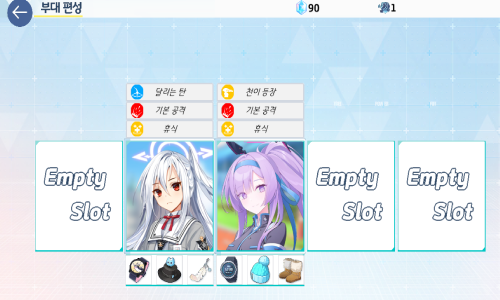 부대 편성
90
1
달리는 탄
천이 등장
기본 공격
기본 공격
휴식
휴식
Empty
Slot
Empty
Slot
Empty
Slot